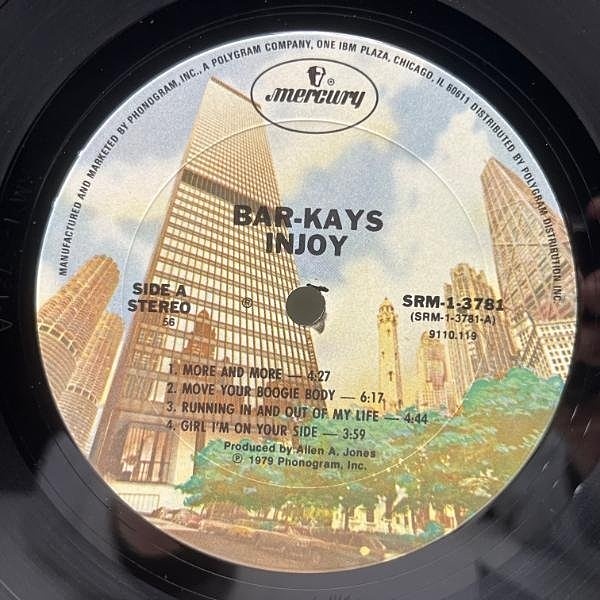 MANUFACTURED AND MARKETED BY PHONOGRAM, INC., A POLYGRAM COMPANY, ONE IBM PLAZA, CHICAGO, IL 60611 DISTRIBUTED BY POLYGRAM DISTRIBUTION INC.
mercury
BAR-KAYS
INJOY
SIDE A
STEREO
56
℗
SRM-1-3781
(SRM-1-3781-A)
9110.119
1. MORE AND MORE — 4:27
2. MOVE YOUR BOOGIE BODY — 6:17
3. RUNNING IN AND OUT OF MY LIFE — 4:44
4. GIRL I'M ON YOUR SIDE — 3:59
Produced by Allen A. Jones
℗ 1979 Phonogram, Inc.